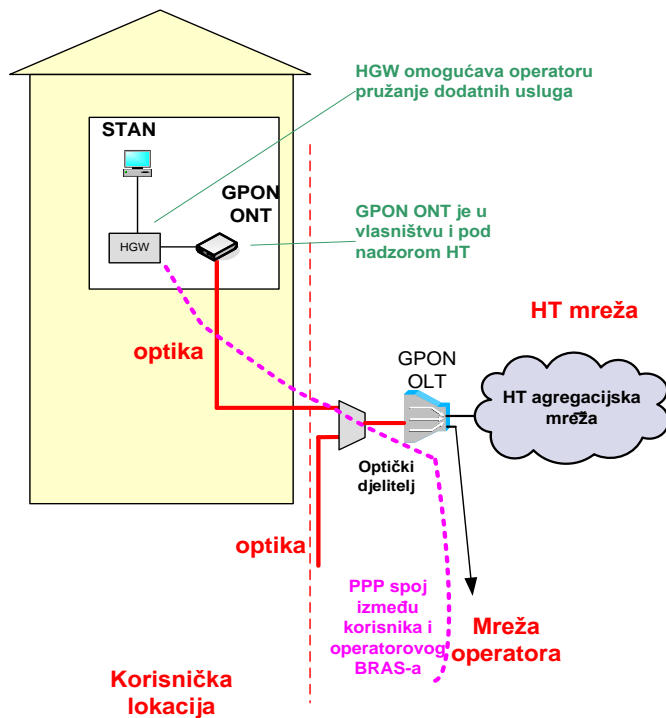 HGW omogućava operatoru
pružanje dodatnih usluga
STAN
GPON
ONT
HGW
GPON ONT je u
vlasništvu i pod
nadzorom HT
HT mreža
optika
GPON
OLT
HT agregacijska
mreža
Optički
djelitelj
optika
PPP spoj
između
korisnika i
operatorovog
BRAS-a
Mreža
operatora
Korisnička
lokacija